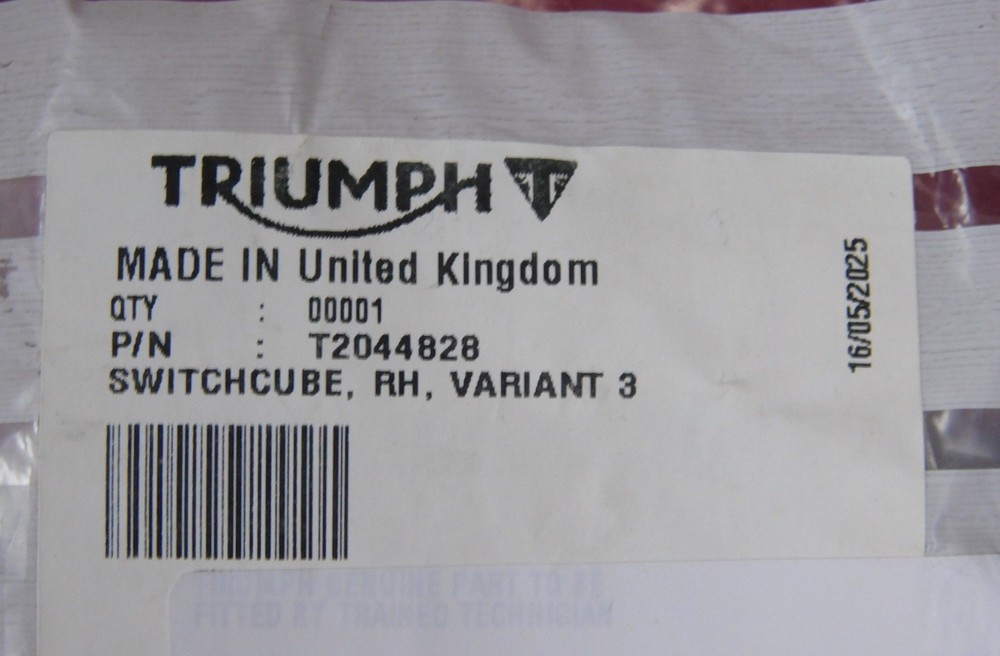 TRIUMPH
MADE IN United Kingdom
QTY : 00001
P/N : T2044828
SWITCHCUBE, RH, VARIANT 3
16/05/2025
TRIUMPH GENUINE PART TO BE
FITTED BY TRAINED TECHNICIAN